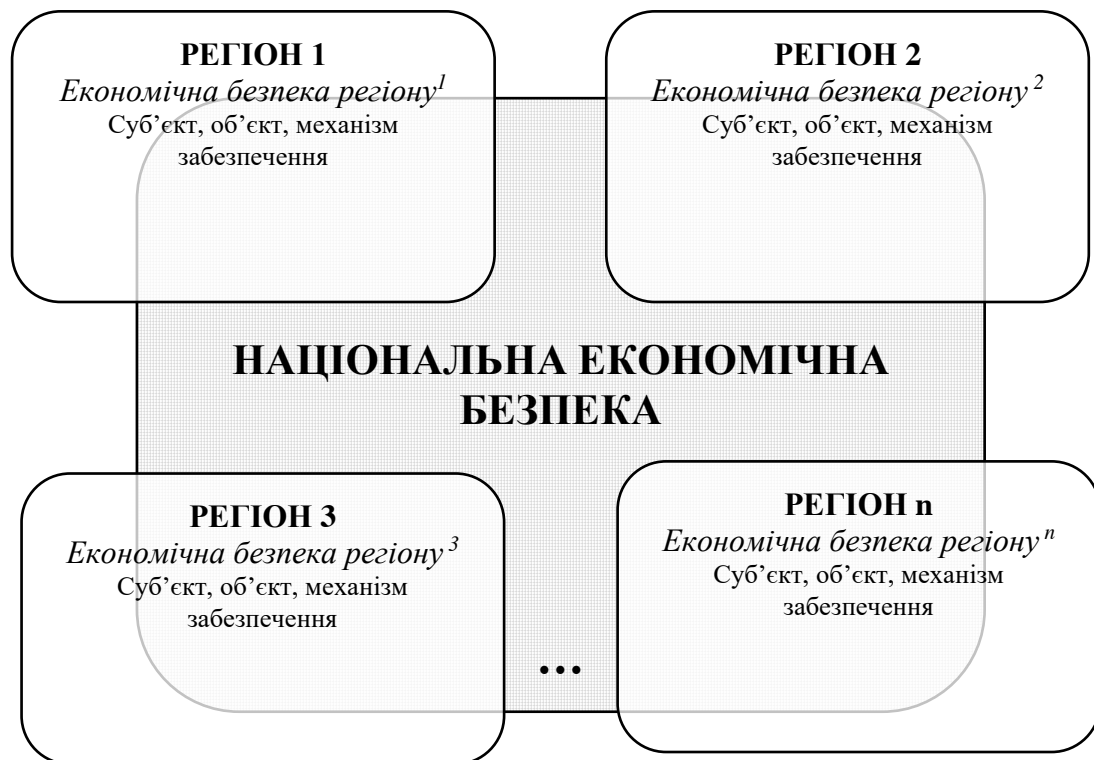 РЕГІОН 1
Економічна безпека регіону¹
Суб’єкт, об’єкт, механізм
забезпечення
РЕГІОН 2
Економічна безпека регіону ²
Суб’єкт, об’єкт, механізм
забезпечення
НАЦІОНАЛЬНА ЕКОНОМІЧНА
БЕЗПЕКА
РЕГІОН 3
Економічна безпека регіону ³
Суб’єкт, об’єкт, механізм
забезпечення
РЕГІОН n
Економічна безпека регіону ⁿ
Суб’єкт, об’єкт, механізм
забезпечення
...